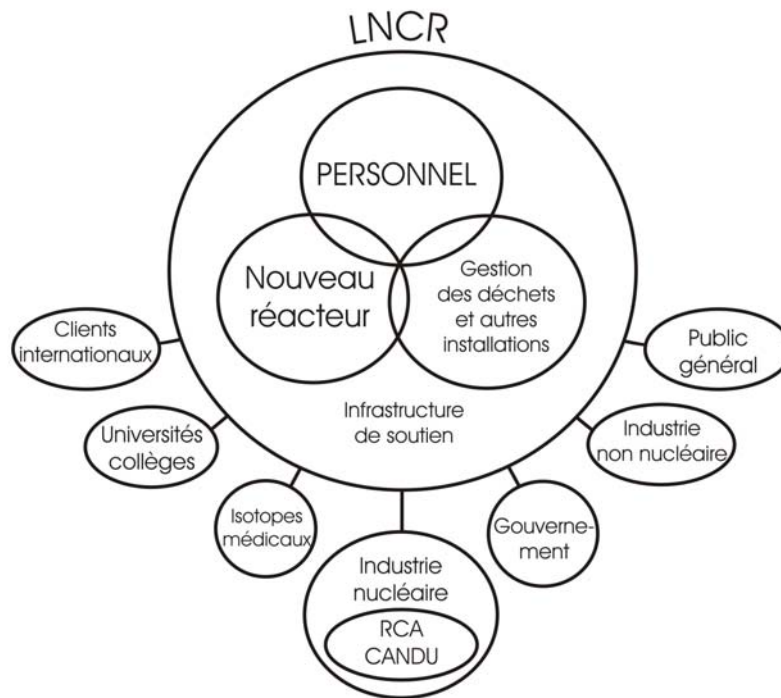 LNCR
PERSONNEL
Nouveau
réacteur
Gestion
des déchets
et autres
installations
Infrastructure
de soutien
Clients
internationaux
Universités
collèges
Isotopes
médicaux
Industrie
nucléaire
RCA
CANDU
Gouverne-
ment
Industrie
non nucléaire
Public
général